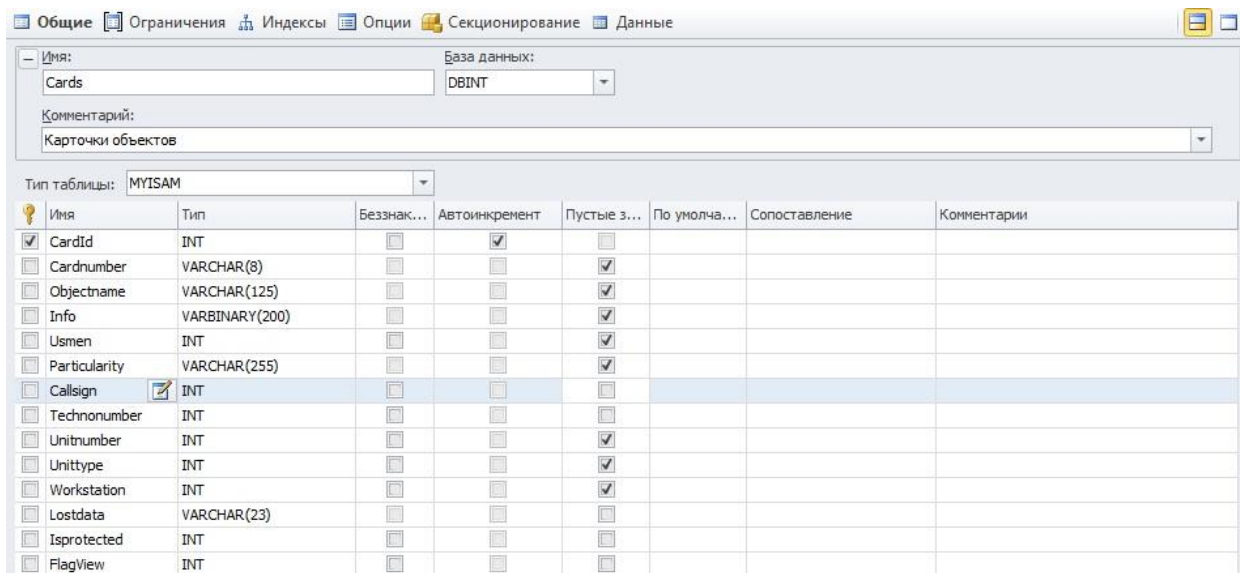 Общие Ограничения Индексы Опции Секционирование Данные
Имя: База данных:
Cards DBINT
Комментарий:
Карточки объектов
Тип таблицы: MYISAM
Имя Тип Беззнак... Автоинкремент Пустые з... По умолча... Сопоставление Комментарии
CardId INT
Cardnumber VARCHAR(8)
Objectname VARCHAR(125)
Info VARBINARY(200)
Usmen INT
Particularity VARCHAR(255)
Callsign INT
Technonumber INT
Unitnumber INT
Unittype INT
Workstation INT
Lostdata VARCHAR(23)
Isprotected INT
FlagView INT